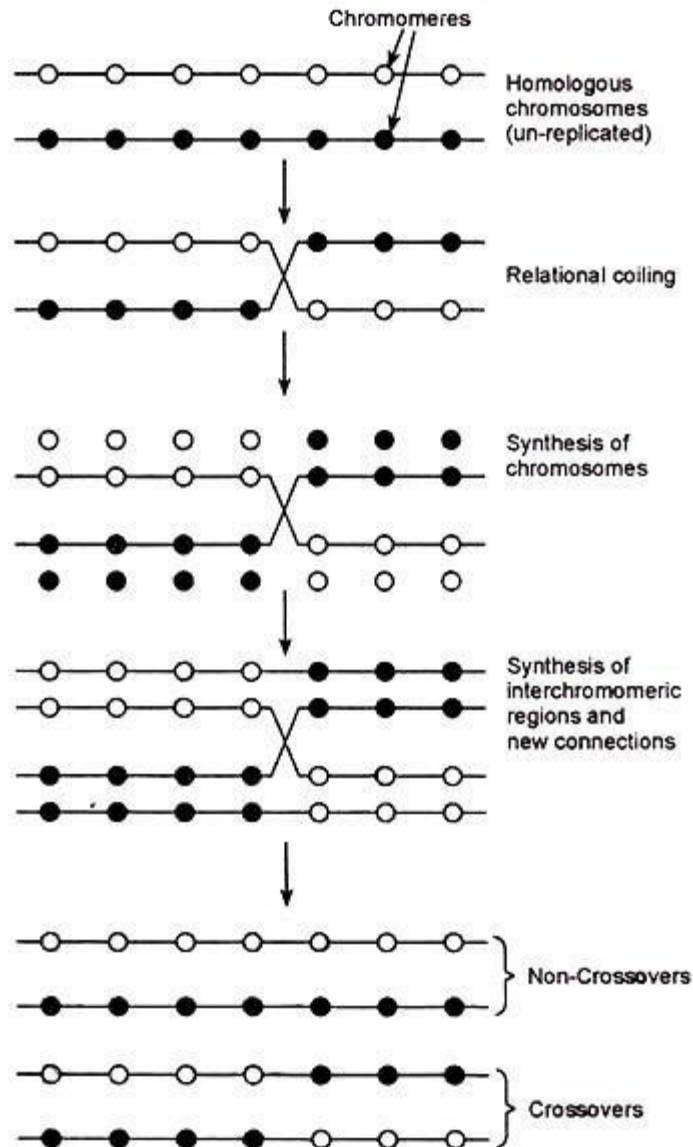 Chromomeres
Homologous
chromosomes
(un-replicated)
Relational coiling
Synthesis of
chromosomes
Synthesis of
interchromomeric
regions and
new connections
Non-Crossovers
Crossovers